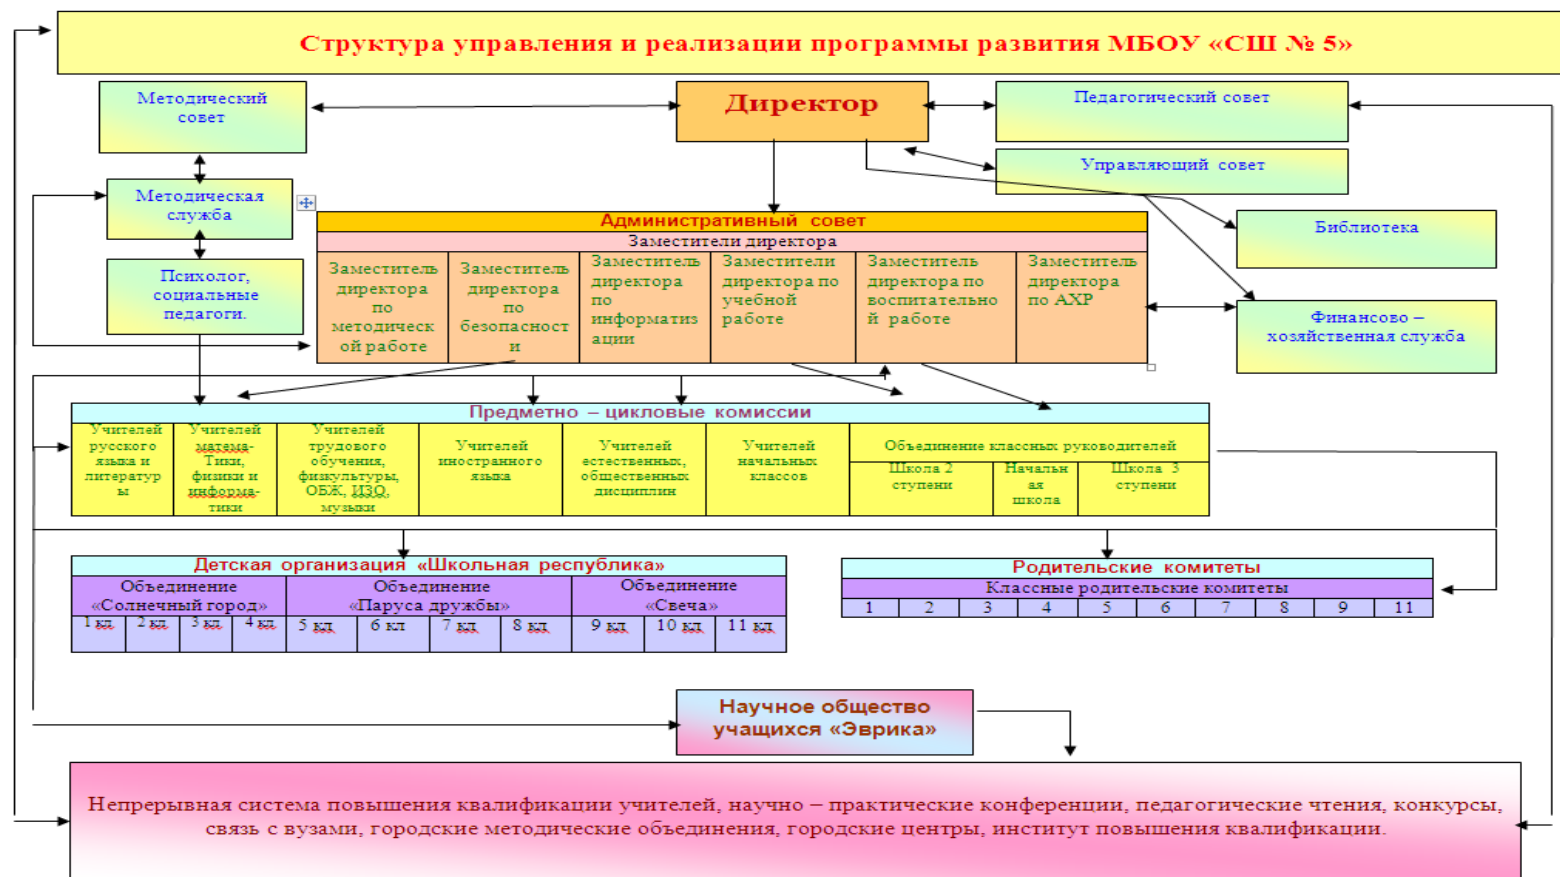 Структура управления и реализации программы развития МБОУ «СШ № 5»
Методический
совет
Директор
Педагогический совет
Управляющий совет
Методическая
служба
Библиотека
Психолог,
социальные
педагоги.
Финансово –
хозяйственная служба
Административный совет
Заместители директора
Заместитель
директора
по
методическ
ой работе
Заместитель
директора
по
безопасност
и
Заместитель
директора
по
информатиз
ации
Заместители
директора по
учебной
работе
Заместитель
директора по
воспитательно
й работе
Заместитель
директора
по АХР
Предметно – цикловые комиссии
Учителей
русского
языка и
литератур
ы
Учителей
матема-
Тики,
физики и
информа-
тики
Учителей
трудового
обучения,
физкультуры,
ОБЖ, ИЗО,
музыки
Учителей
иностранного
языка
Учителей
естественных,
общественных
дисциплин
Учителей
начальных
классов
Объединение классных руководителей
Школа 2
ступени
Начальн
ая
школа
Школа 3
ступени
Детская организация «Школьная республика»
Объединение
«Солнечный город»
Объединение
«Паруса дружбы»
Объединение
«Свеча»
1 кл. 2 кл. 3 кл. 4 кл. 5 кл. 6 кл 7 кл. 8 кл. 9 кл. 10 кл. 11 кл.
Родительские комитеты
Классные родительские комитеты
1 2 3 4 5 6 7 8 9 11
Научное общество
учащихся «Эврика»
Непрерывная система повышения квалификации учителей, научно – практические конференции, педагогические чтения, конкурсы,
связь с вузами, городские методические объединения, городские центры, институт повышения квалификации.